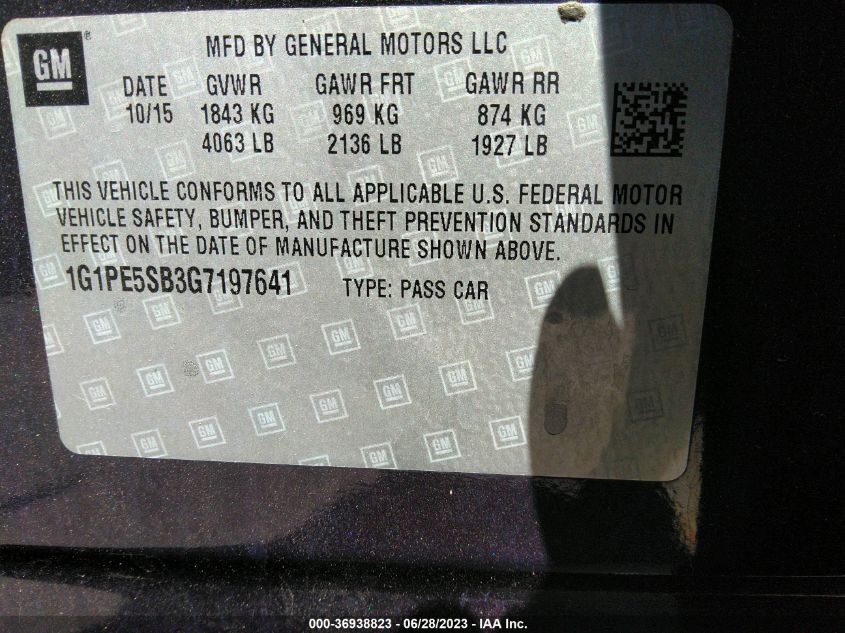 GM ®
MFD BY GENERAL MOTORS LLC
DATE GVWR GAWR FRT GAWR RR
10/15 1843 KG 969 KG 874 KG
4063 LB 2136 LB 1927 LB
THIS VEHICLE CONFORMS TO ALL APPLICABLE U.S. FEDERAL MOTOR
VEHICLE SAFETY, BUMPER, AND THEFT PREVENTION STANDARDS IN
EFFECT ON THE DATE OF MANUFACTURE SHOWN ABOVE.
1G1PE5SB3G7197641 TYPE: PASS CAR
000-36938823 - 06/28/2023 - IAA Inc.